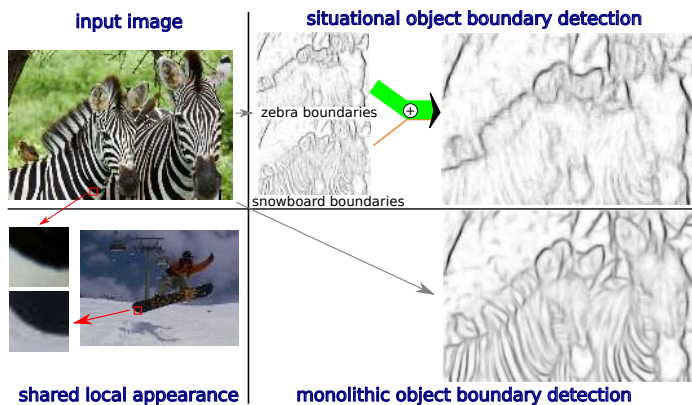 input image
situational object boundary detection
+
zebra boundaries
snowboard boundaries
shared local appearance
monolithic object boundary detection